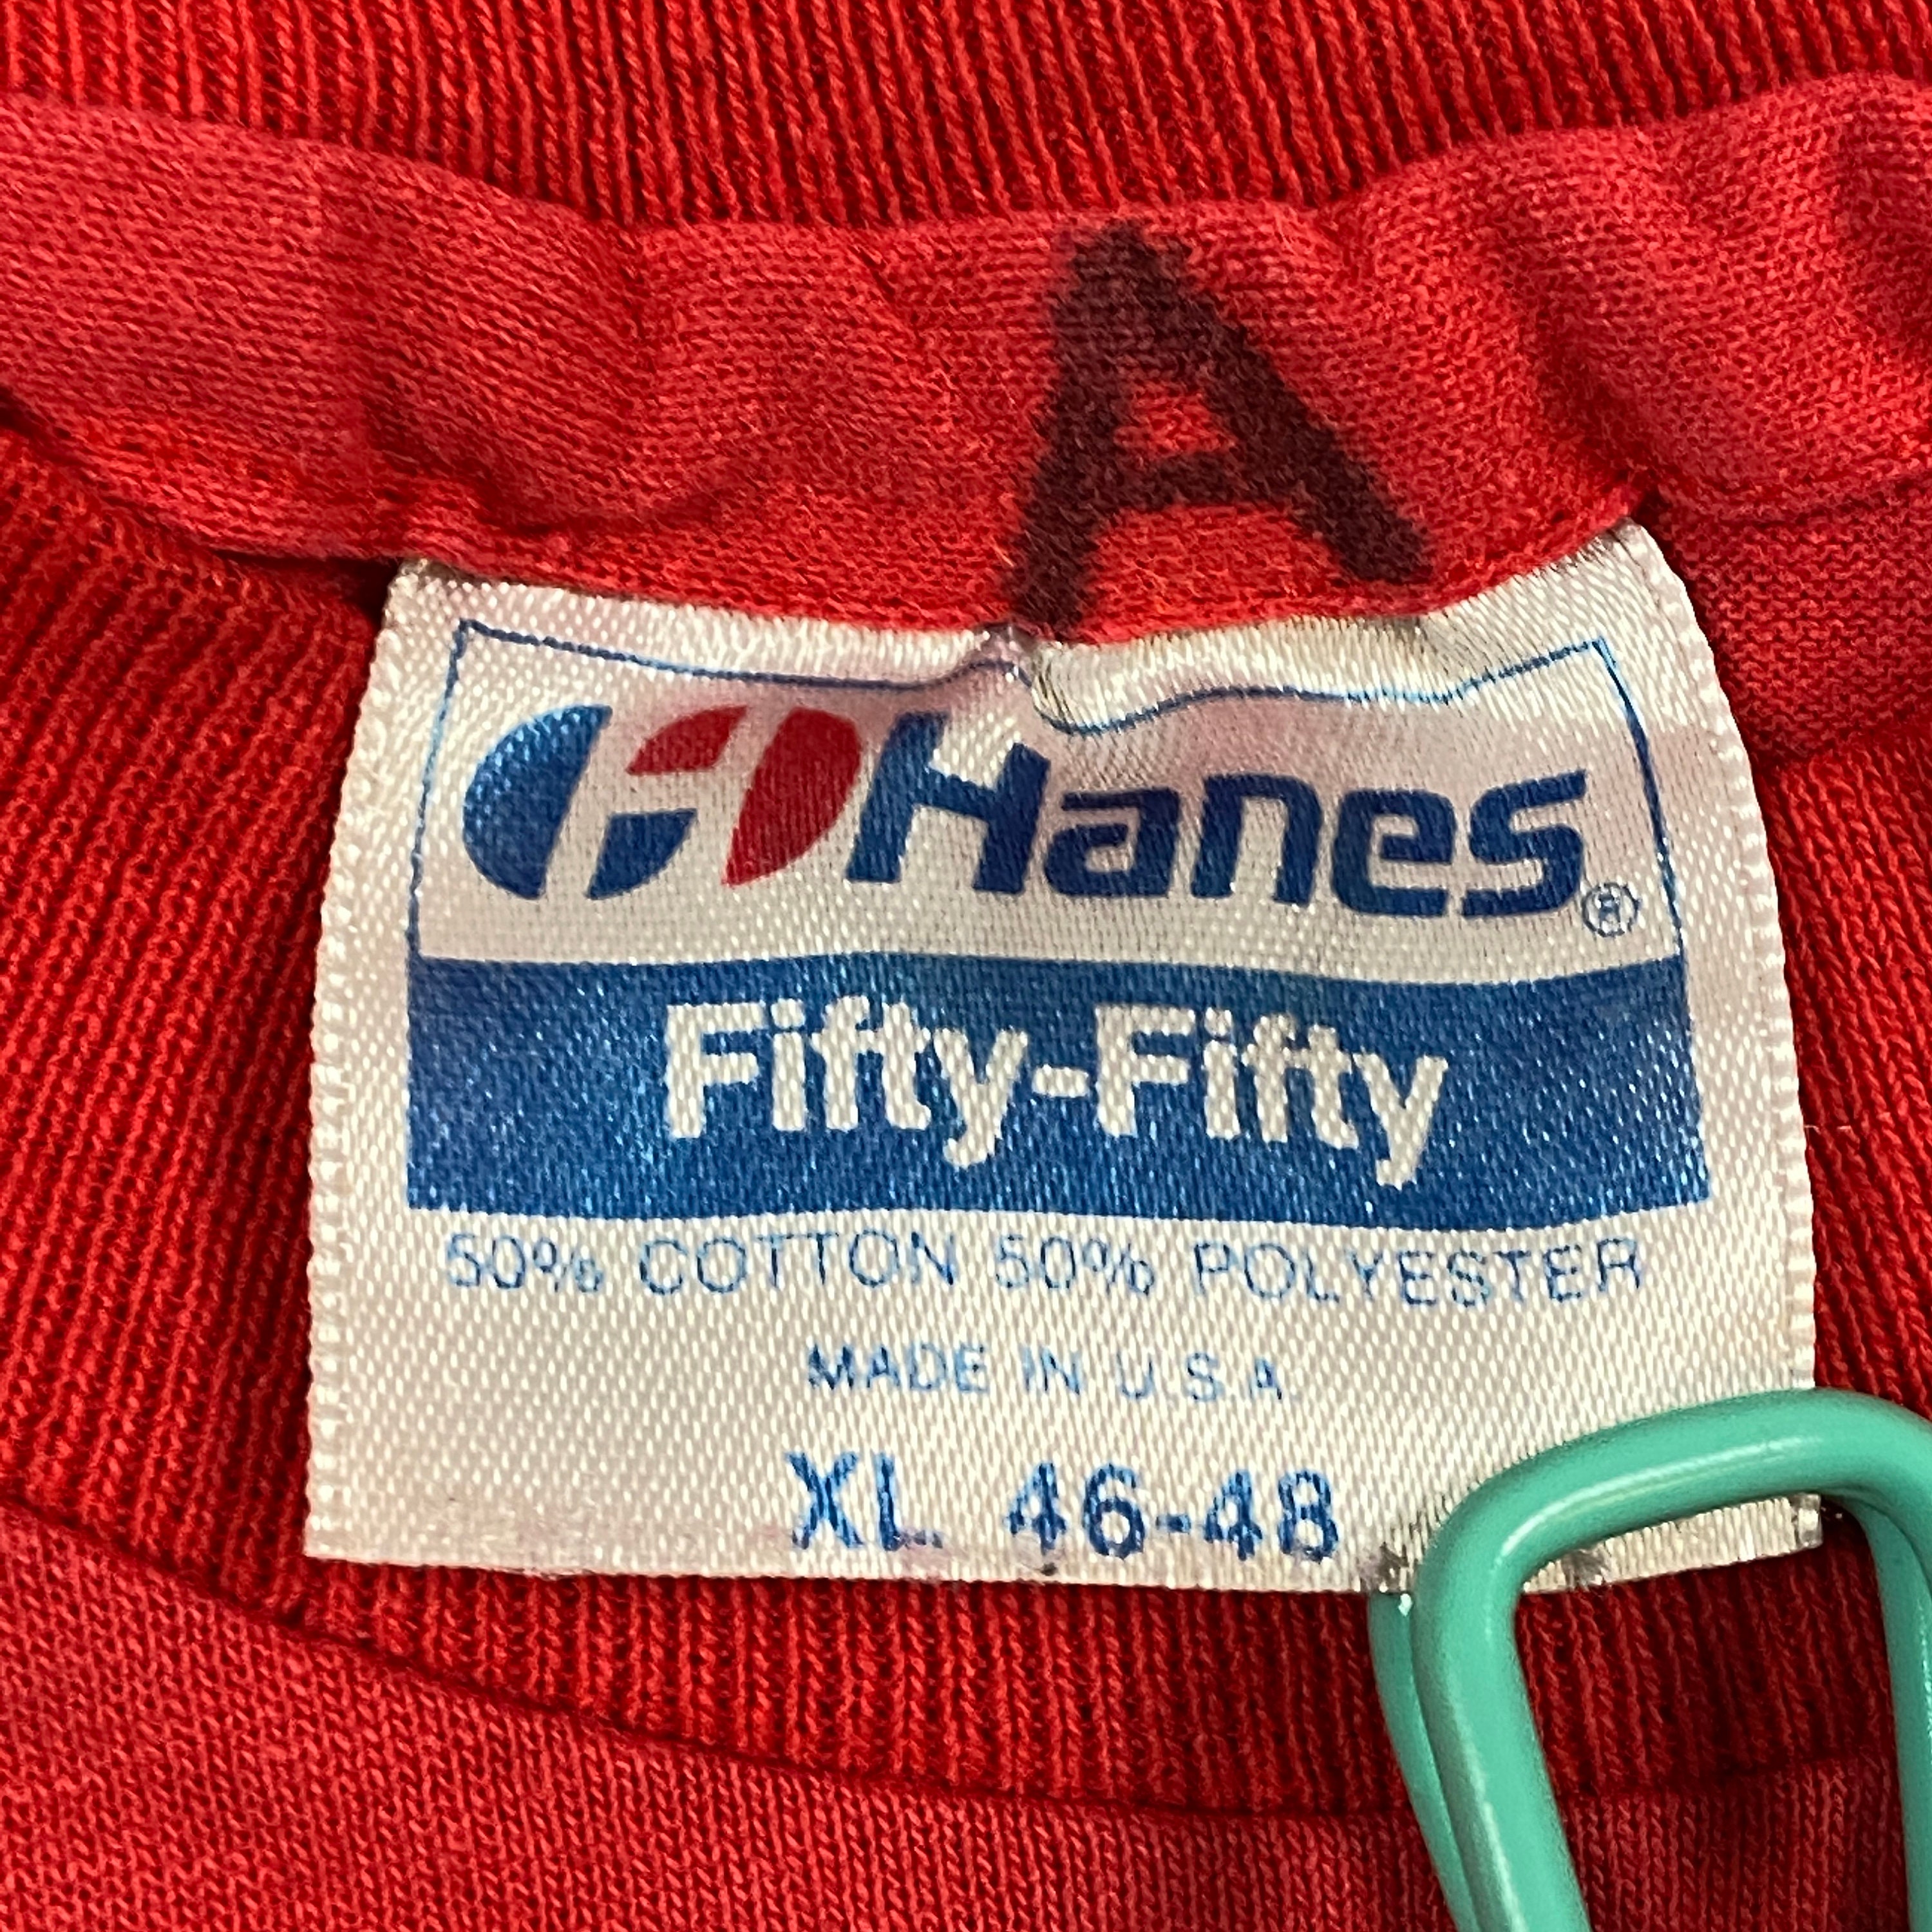 A
Hanes®
Fifty-Fifty
50% COTTON 50% POLYESTER
MADE IN U.S.A.
XL 46-48